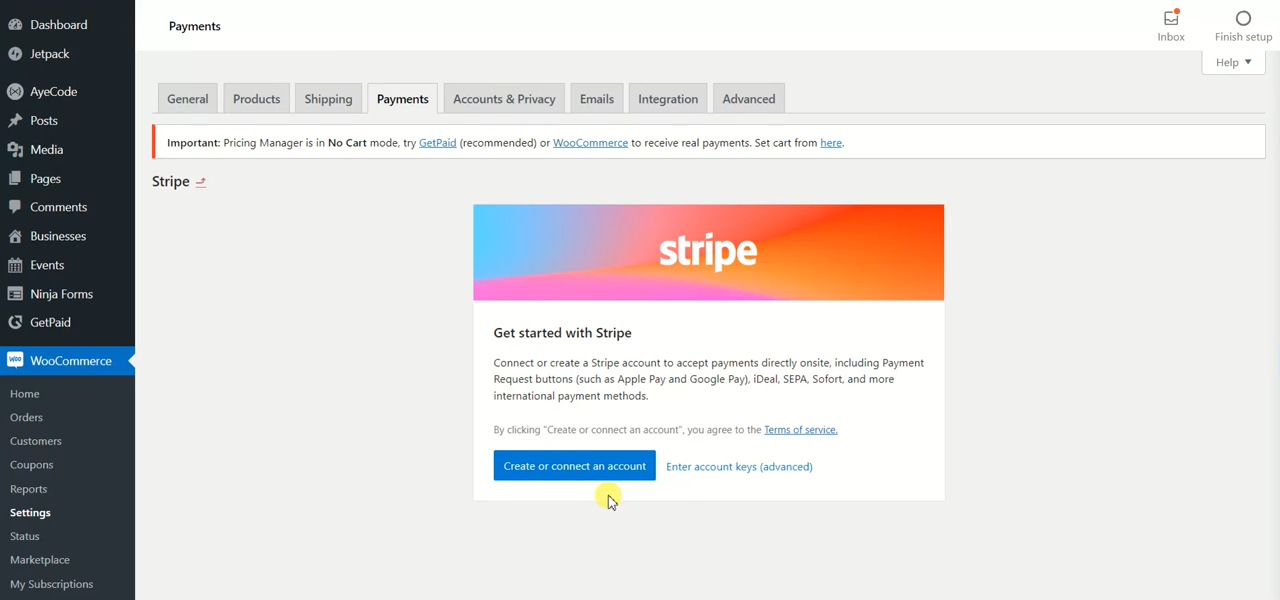 Dashboard
Jetpack
AyeCode
Posts
Media
Pages
Comments
Businesses
Events
Ninja Forms
GetPaid
WooCommerce
Home
Orders
Customers
Coupons
Reports
Settings
Status
Marketplace
My Subscriptions
Payments
Inbox
Finish setup
Help
General
Products
Shipping
Payments
Accounts & Privacy
Emails
Integration
Advanced
Important: Pricing Manager is in No Cart mode, try GetPaid (recommended) or WooCommerce to receive real payments. Set cart from here.
Stripe
stripe
Get started with Stripe
Connect or create a Stripe account to accept payments directly onsite, including Payment
Request buttons (such as Apple Pay and Google Pay), iDeal, SEPA, Sofort, and more
international payment methods.
By clicking "Create or connect an account", you agree to the Terms of service.
Create or connect an account
Enter account keys (advanced)